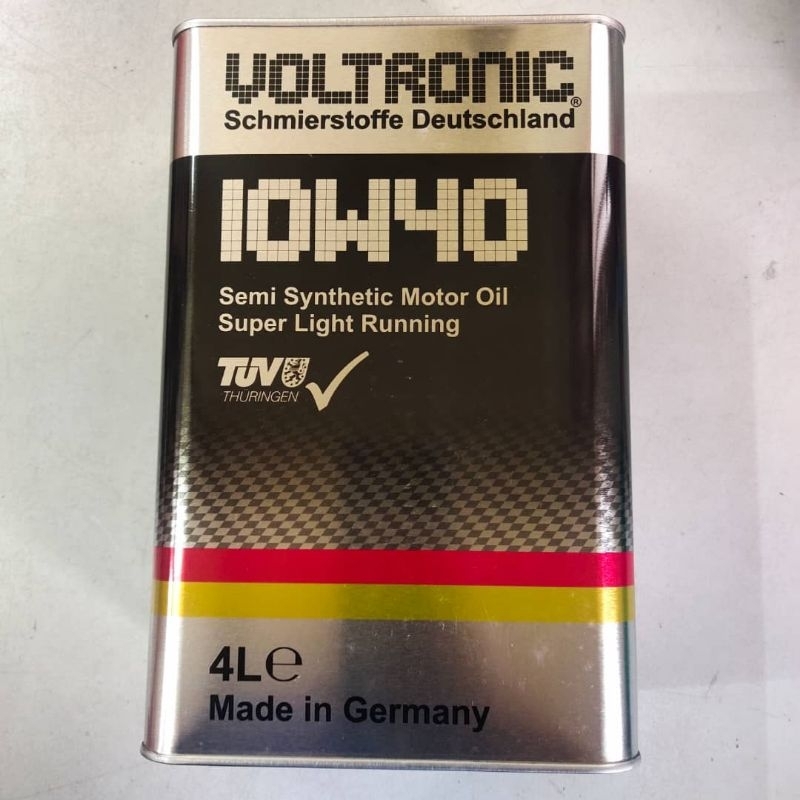 VOLTRONIC®
Schmierstoffe Deutschland
10W40
Semi Synthetic Motor Oil
Super Light Running
TÜV
THÜRINGEN
4L℮
Made in Germany